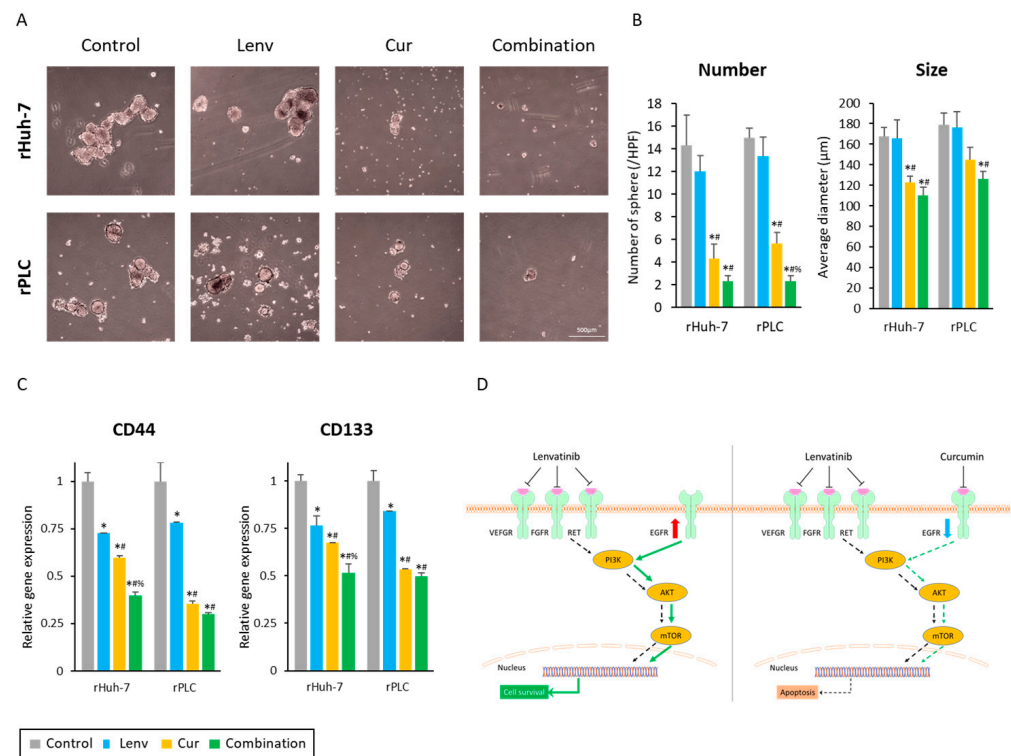 A
Control Lenv Cur Combination
rHuh-7
rPLC
500µm
B
Number
Number of sphere (/HPF)
18
16
14
12
10
8
6
4
2
0
*# *#
*# *#%
rHuh-7 rPLC
Size
Average diameter (µm)
200
180
160
140
120
100
80
60
40
20
0
*# *#
*#
rHuh-7 rPLC
C
CD44
Relative gene expression
1
0.75
0.5
0.25
0
* *# *#%
* *# *#
rHuh-7 rPLC
CD133
Relative gene expression
1
0.75
0.5
0.25
0
* *# *#%
* *# *#
rHuh-7 rPLC
Control Lenv Cur Combination
D
Lenvatinib
VEFGR FGFR RET EGFR
PI3K
AKT
mTOR
Nucleus
Cell survival
Lenvatinib Curcumin
VEFGR FGFR RET EGFR
PI3K
AKT
mTOR
Nucleus
Apoptosis